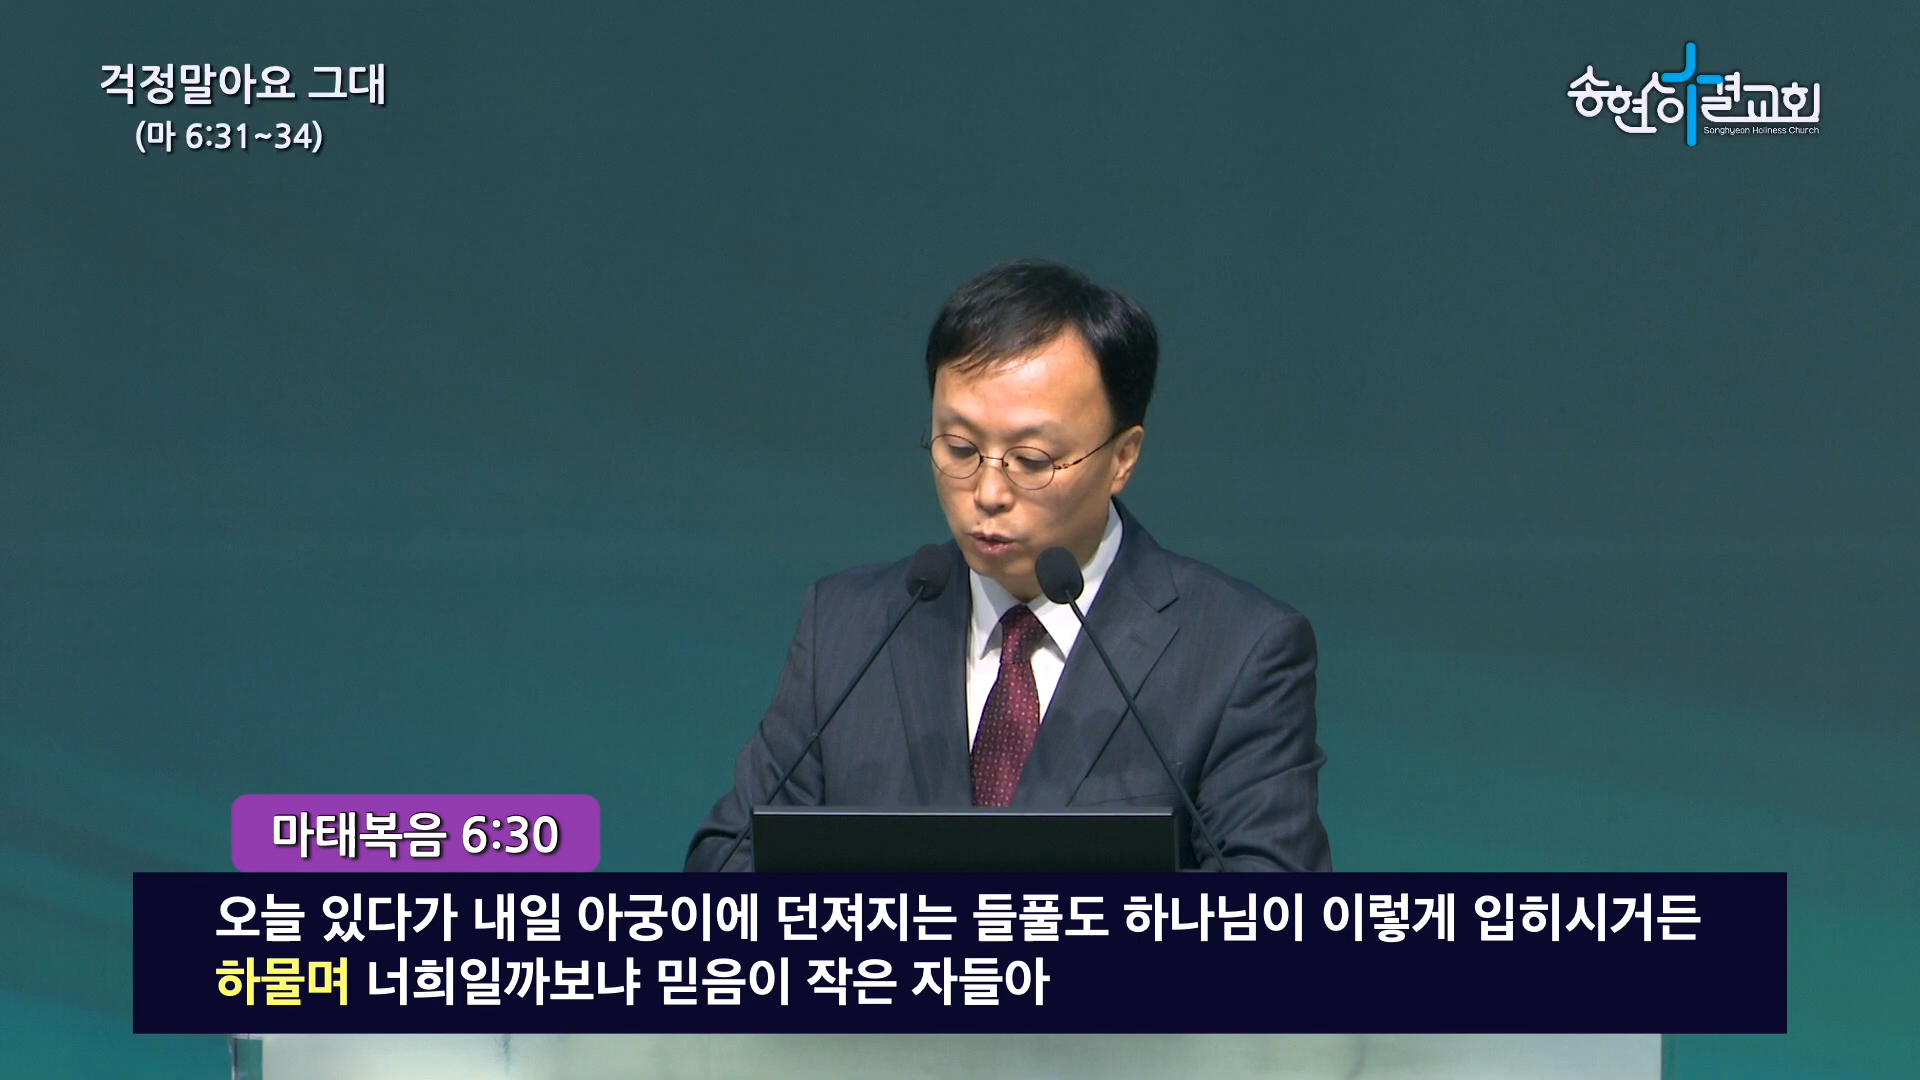 걱정말아요 그대
(마 6:31~34)
송현성결교회
Songhyeon Holiness Church
마태복음 6:30
오늘 있다가 내일 아궁이에 던져지는 들풀도 하나님이 이렇게 입히시거든
하물며 너희일까보냐 믿음이 작은 자들아